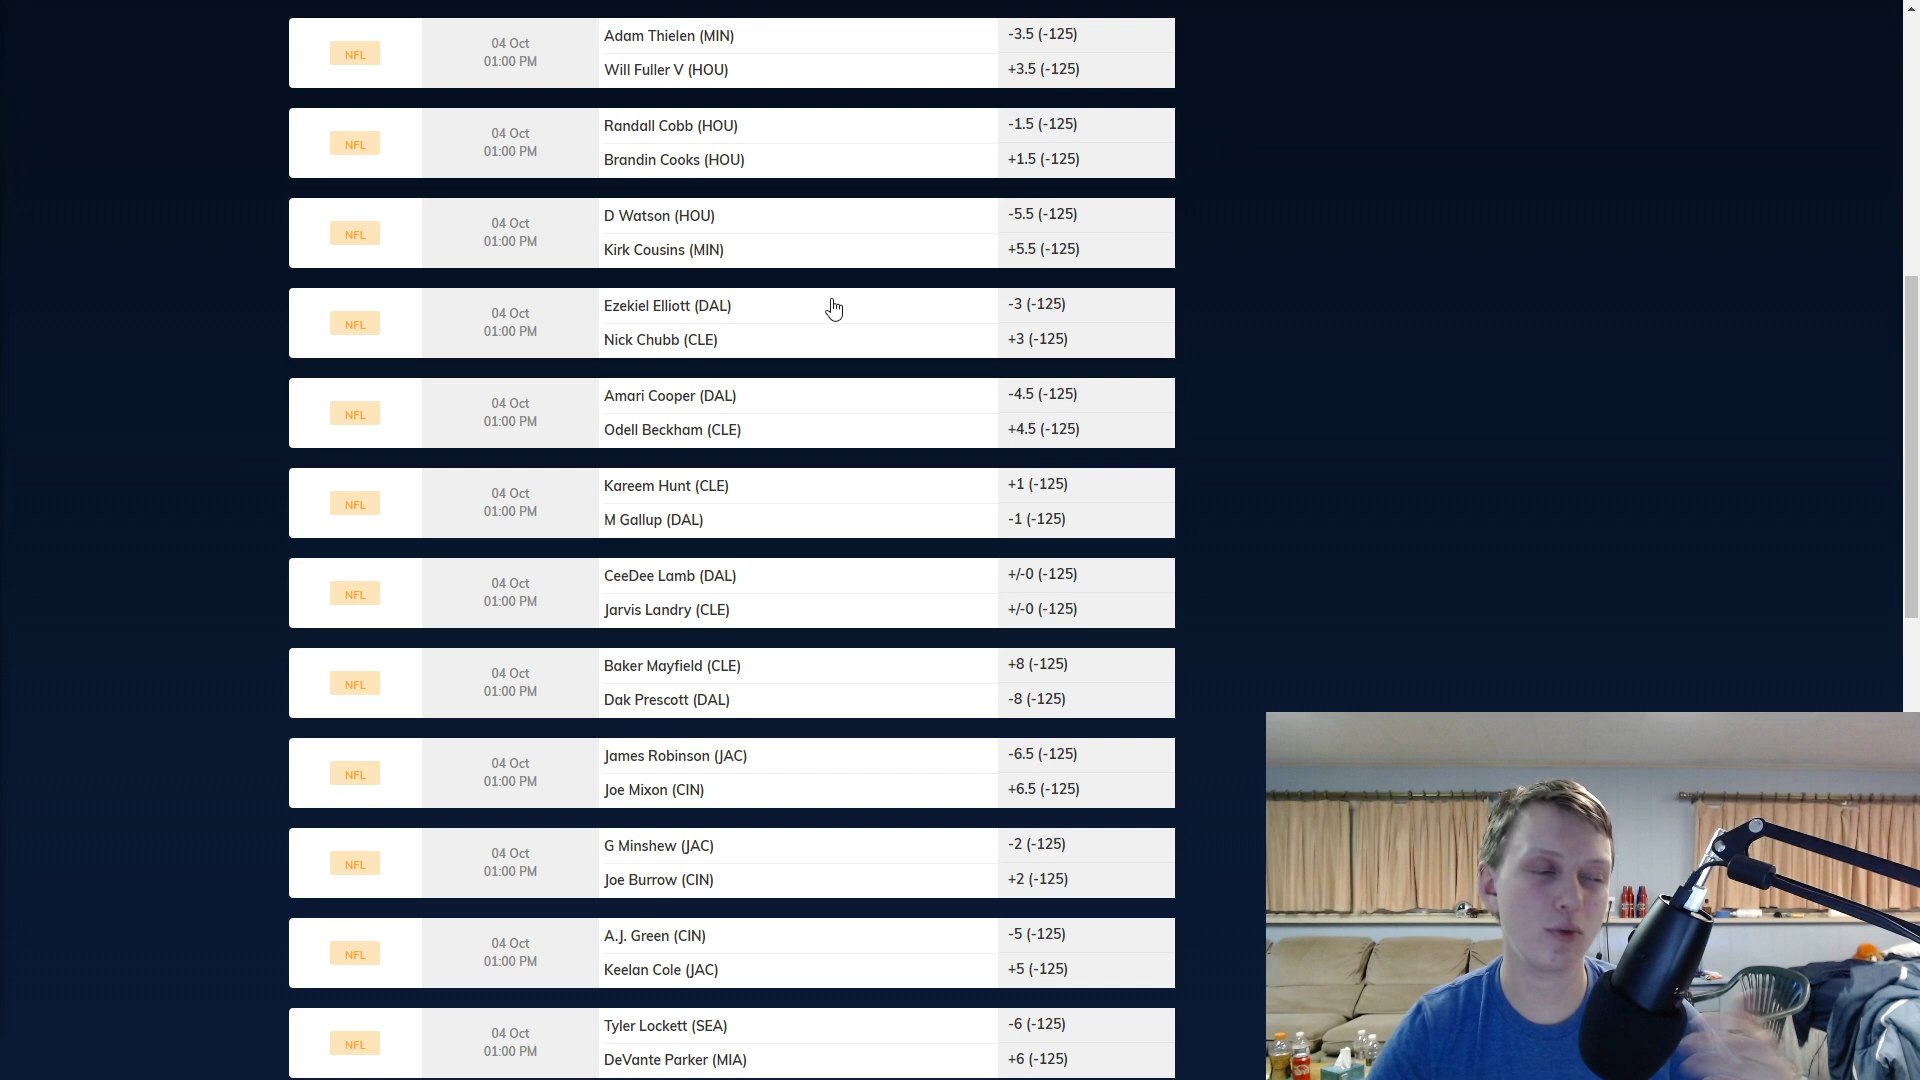 NFL
04 Oct
01:00 PM
Adam Thielen (MIN)
-3.5 (-125)
Will Fuller V (HOU)
+3.5 (-125)
NFL
04 Oct
01:00 PM
Randall Cobb (HOU)
-1.5 (-125)
Brandin Cooks (HOU)
+1.5 (-125)
NFL
04 Oct
01:00 PM
D Watson (HOU)
-5.5 (-125)
Kirk Cousins (MIN)
+5.5 (-125)
NFL
04 Oct
01:00 PM
Ezekiel Elliott (DAL)
-3 (-125)
Nick Chubb (CLE)
+3 (-125)
NFL
04 Oct
01:00 PM
Amari Cooper (DAL)
-4.5 (-125)
Odell Beckham (CLE)
+4.5 (-125)
NFL
04 Oct
01:00 PM
Kareem Hunt (CLE)
+1 (-125)
M Gallup (DAL)
-1 (-125)
NFL
04 Oct
01:00 PM
CeeDee Lamb (DAL)
+/-0 (-125)
Jarvis Landry (CLE)
+/-0 (-125)
NFL
04 Oct
01:00 PM
Baker Mayfield (CLE)
+8 (-125)
Dak Prescott (DAL)
-8 (-125)
NFL
04 Oct
01:00 PM
James Robinson (JAC)
-6.5 (-125)
Joe Mixon (CIN)
+6.5 (-125)
NFL
04 Oct
01:00 PM
G Minshew (JAC)
-2 (-125)
Joe Burrow (CIN)
+2 (-125)
NFL
04 Oct
01:00 PM
A.J. Green (CIN)
-5 (-125)
Keelan Cole (JAC)
+5 (-125)
NFL
04 Oct
01:00 PM
Tyler Lockett (SEA)
-6 (-125)
DeVante Parker (MIA)
+6 (-125)